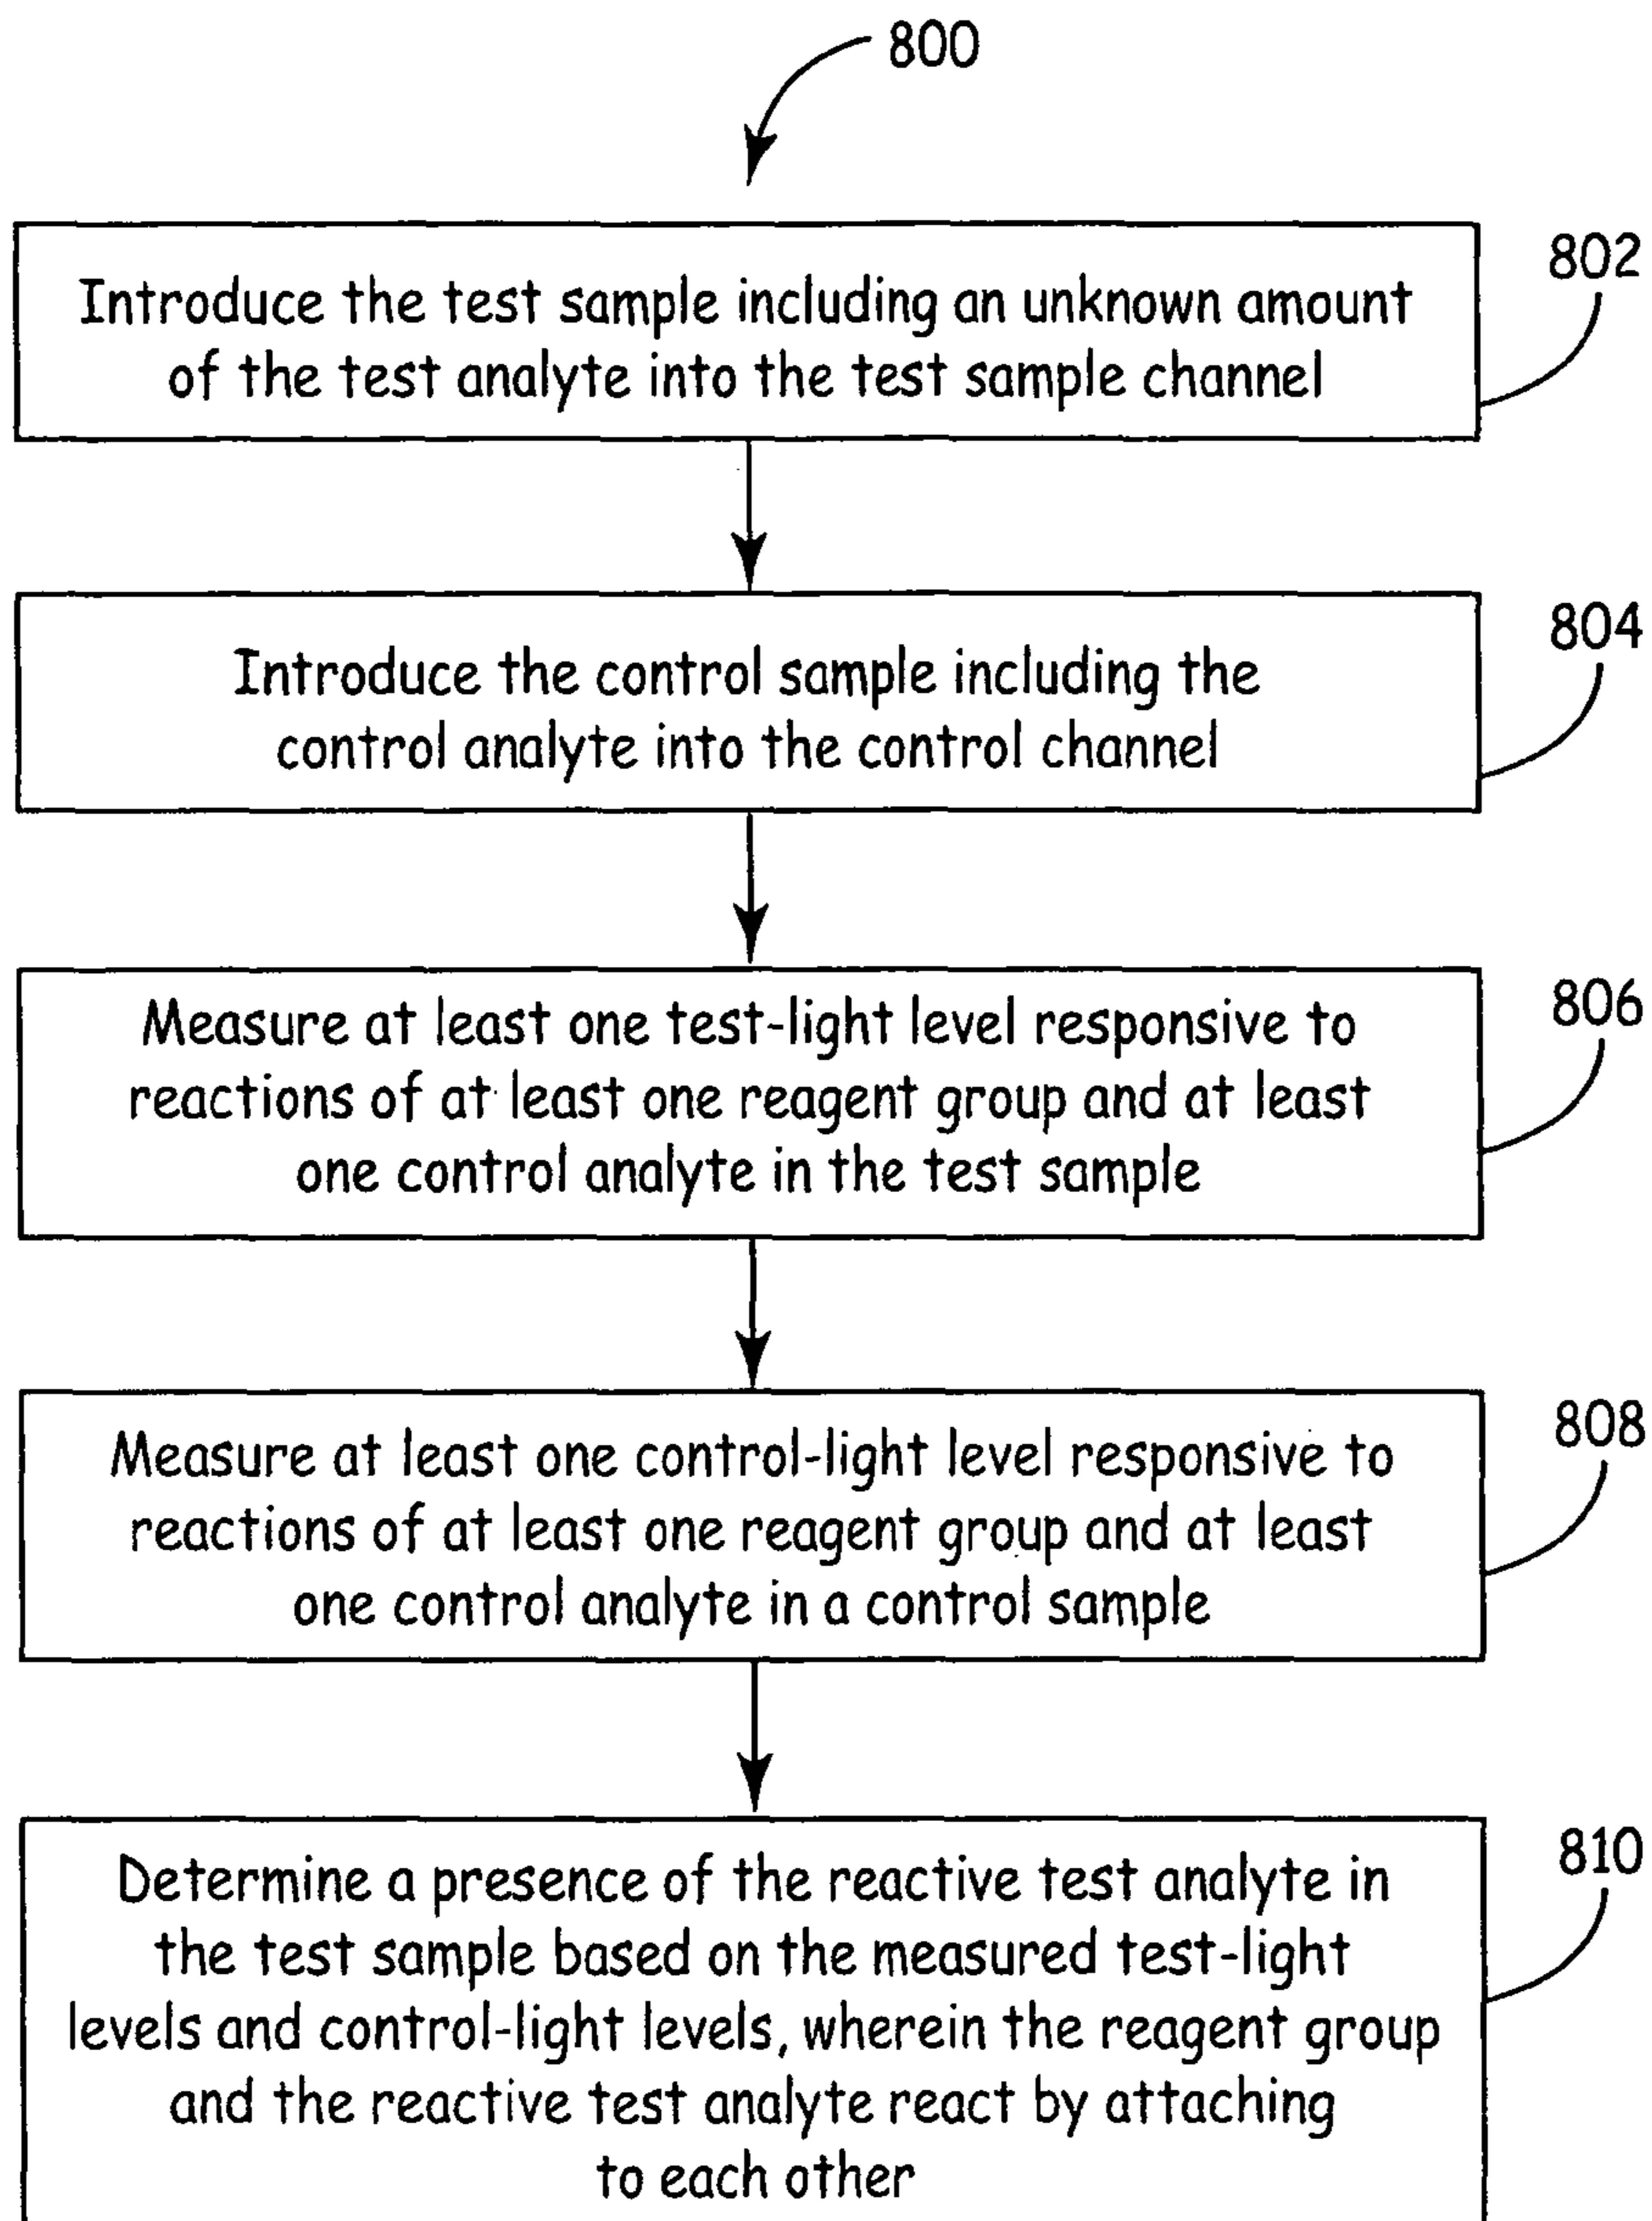 800
Introduce the test sample including an unknown amount
of the test analyte into the test sample channel
802
Introduce the control sample including the
control analyte into the control channel
804
Measure at least one test-light level responsive to
reactions of at least one reagent group and at least
one control analyte in the test sample
806
Measure at least one control-light level responsive to
reactions of at least one reagent group and at least
one control analyte in a control sample
808
Determine a presence of the reactive test analyte in
the test sample based on the measured test-light
levels and control-light levels, wherein the reagent group
and the reactive test analyte react by attaching
to each other
810